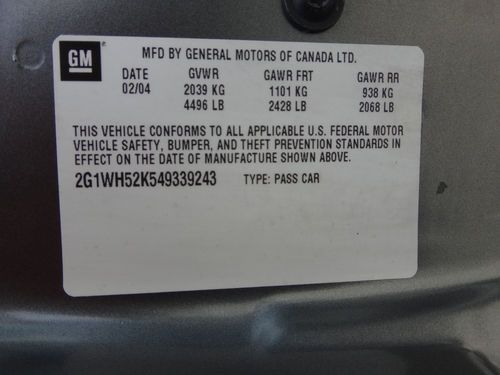 GM
MFD BY GENERAL MOTORS OF CANADA LTD.
DATE GVWR GAWR FRT GAWR RR
02/04 2039 KG 1101 KG 938 KG
4496 LB 2428 LB 2068 LB
THIS VEHICLE CONFORMS TO ALL APPLICABLE U.S. FEDERAL MOTOR
VEHICLE SAFETY, BUMPER, AND THEFT PREVENTION STANDARDS IN
EFFECT ON THE DATE OF MANUFACTURE SHOWN ABOVE.
2G1WH52K549339243 TYPE: PASS CAR